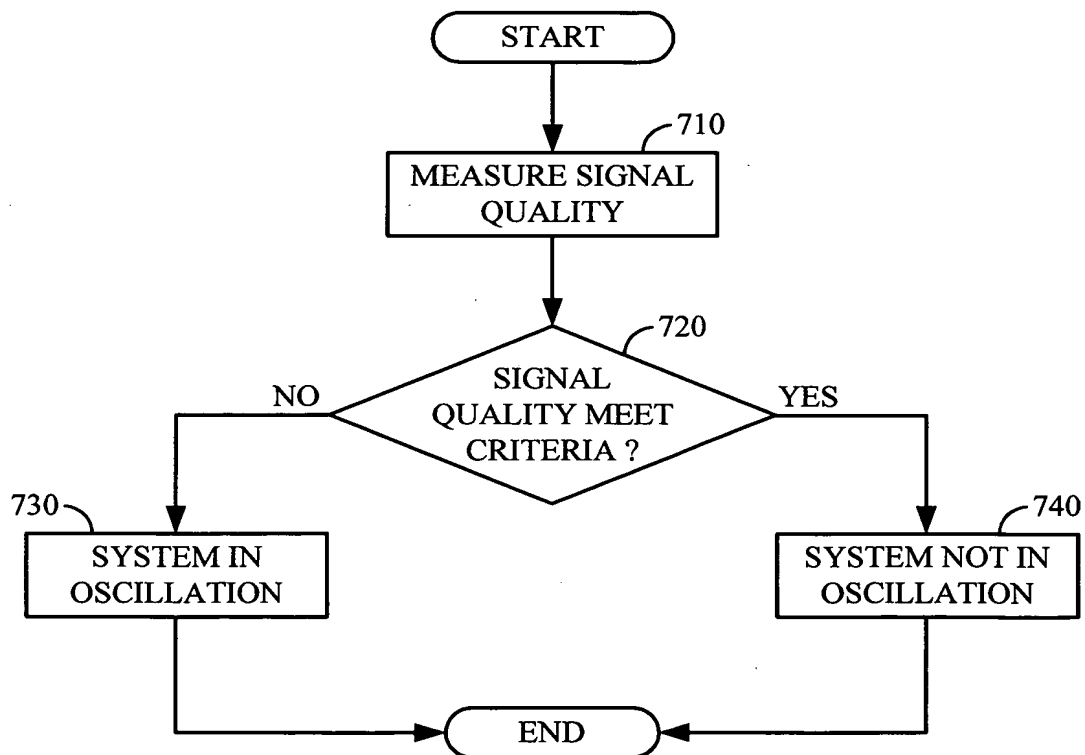 START
710
MEASURE SIGNAL
QUALITY
720
SIGNAL
QUALITY MEET
CRITERIA ?
NO
YES
730
SYSTEM IN
OSCILLATION
740
SYSTEM NOT IN
OSCILLATION
END